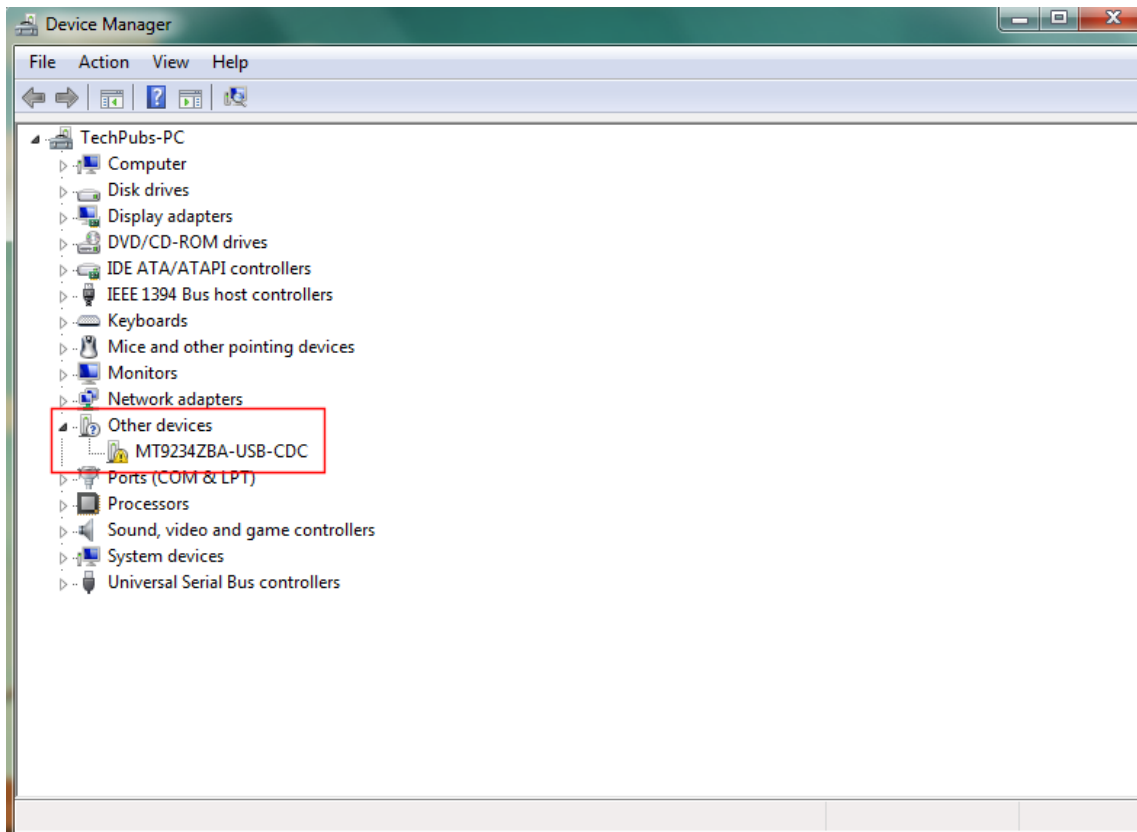 Device Manager
File Action View Help
TechPubs-PC
Computer
Disk drives
Display adapters
DVD/CD-ROM drives
IDE ATA/ATAPI controllers
IEEE 1394 Bus host controllers
Keyboards
Mice and other pointing devices
Monitors
Network adapters
Other devices
MT9234ZBA-USB-CDC
Ports (COM & LPT)
Processors
Sound, video and game controllers
System devices
Universal Serial Bus controllers